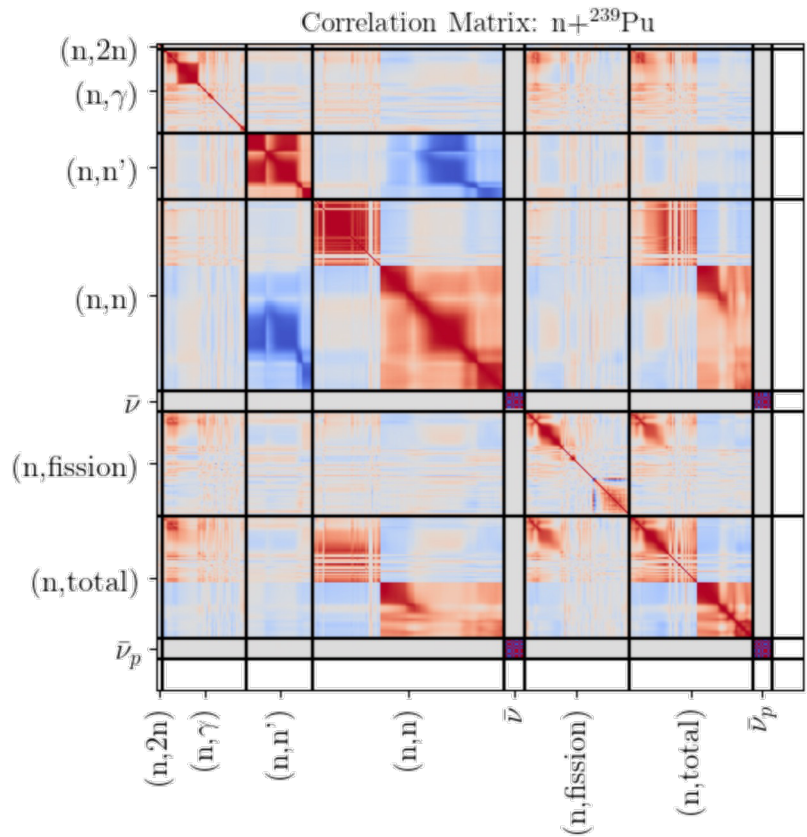 Correlation Matrix: n+²³⁹Pu
(n,2n)
(n,γ)
(n,n')
(n,n)
ν̄
(n,fission)
(n,total)
ν̄ₚ
(n,2n)
(n,γ)
(n,n')
(n,n)
ν̄
(n,fission)
(n,total)
ν̄ₚ